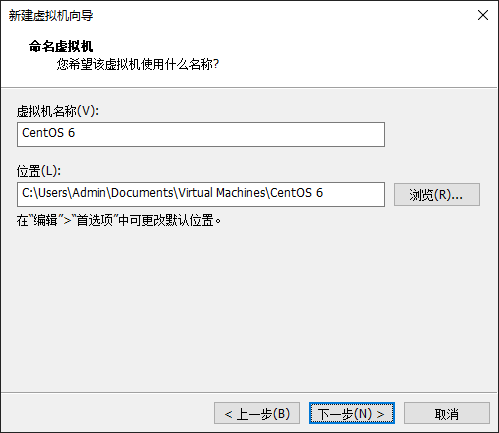 新建虚拟机向导
命名虚拟机
您希望该虚拟机使用什么名称?
虚拟机名称(V):
CentOS 6
位置(L):
C:\Users\Admin\Documents\Virtual Machines\CentOS 6
浏览(R)...
在“编辑”>“首选项”中可更改默认位置。
< 上一步(B)
下一步(N) >
取消